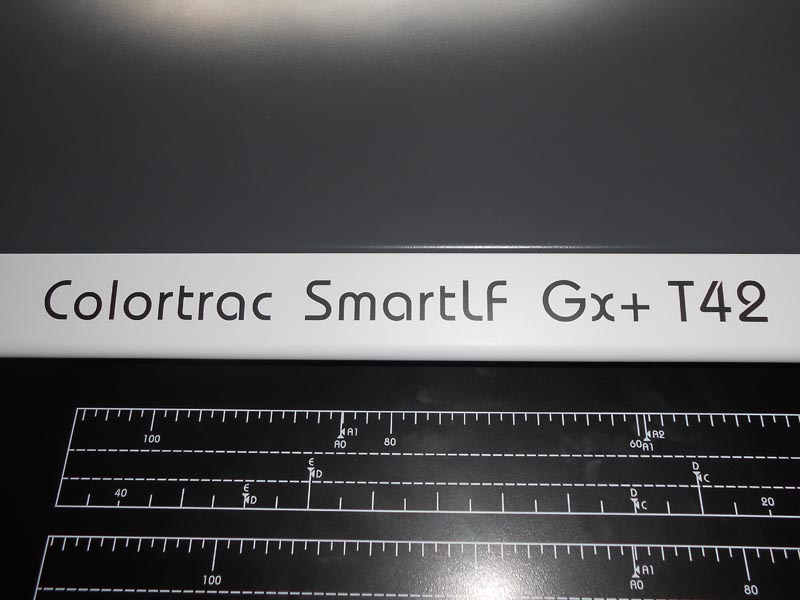 Colortrac SmartLF Gx+ T42
100 A0 A1 80 60 A2 A1
E D D C
40 E D D C 20
100 A0 A1 80